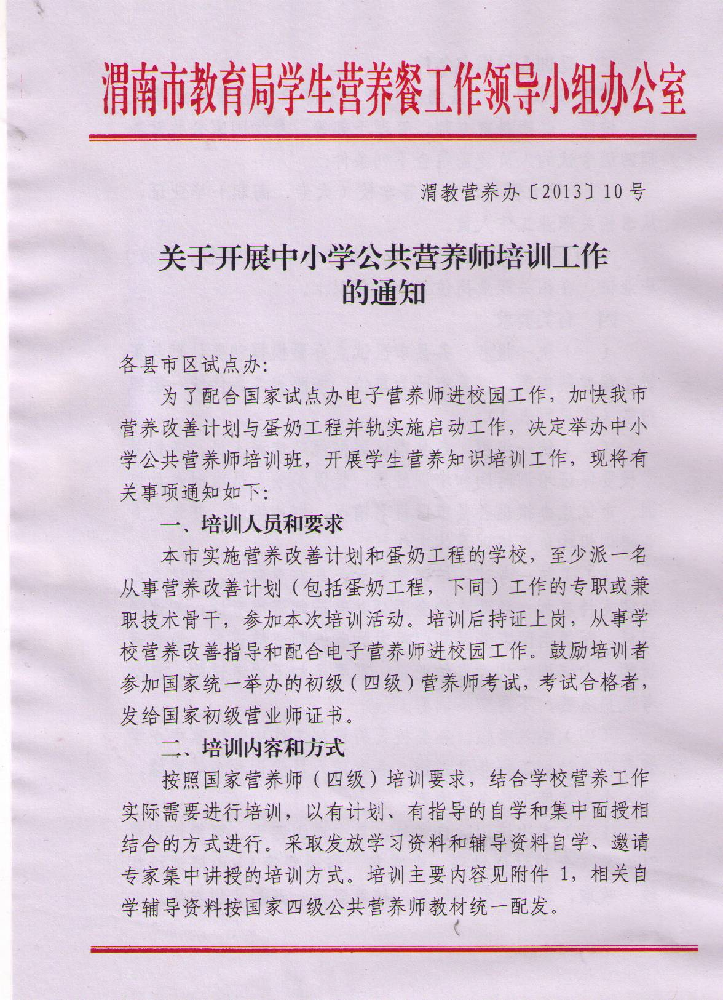 渭南市教育局学生营养餐工作领导小组办公室
渭教营养办〔2013〕10号
关于开展中小学公共营养师培训工作
的通知
各县市区试点办：
为了配合国家试点办电子营养师进校园工作，加快我市
营养改善计划与蛋奶工程并轨实施启动工作，决定举办中小
学公共营养师培训班，开展学生营养知识培训工作，现将有
关事项通知如下：
一、培训人员和要求
本市实施营养改善计划和蛋奶工程的学校，至少派一名
从事营养改善计划（包括蛋奶工程，下同）工作的专职或兼
职技术骨干，参加本次培训活动。培训后持证上岗，从事学
校营养改善指导和配合电子营养师进校园工作。鼓励培训者
参加国家统一举办的初级（四级）营养师考试，考试合格者，
发给国家初级营业师证书。
二、培训内容和方式
按照国家营养师（四级）培训要求，结合学校营养工作
实际需要进行培训，以有计划、有指导的自学和集中面授相
结合的方式进行。采取发放学习资料和辅导资料自学、邀请
专家集中讲授的培训方式。培训主要内容见附件 1，相关自
学辅导资料按国家四级公共营养师教材统一配发。